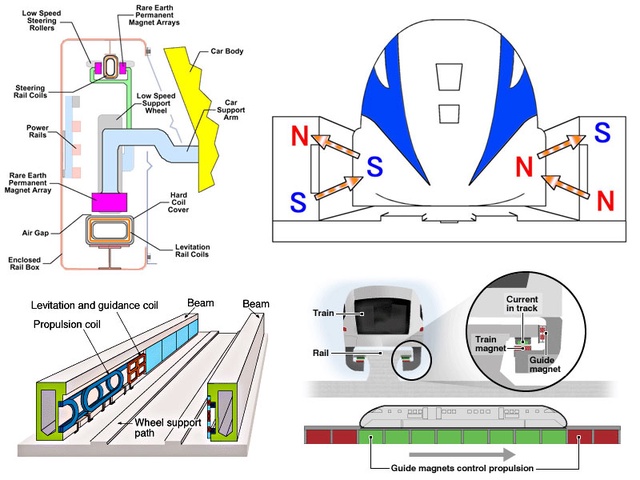 Low Speed
Steering
Rollers
Rare Earth
Permanent
Magnet Arrays
Car Body
Steering
Rail Coils
Low Speed
Support
Wheel
Car
Support
Arm
Power
Rails
Rare Earth
Permanent
Magnet Array
Hard
Coil
Cover
Air Gap
Levitation
Rail Coils
Enclosed
Rail Box
N
S
S
N
S
N
Levitation and guidance coil
Beam
Beam
Propulsion coil
Wheel support
path
Train
Rail
Current
in track
Train
magnet
Guide
magnet
Guide magnets control propulsion